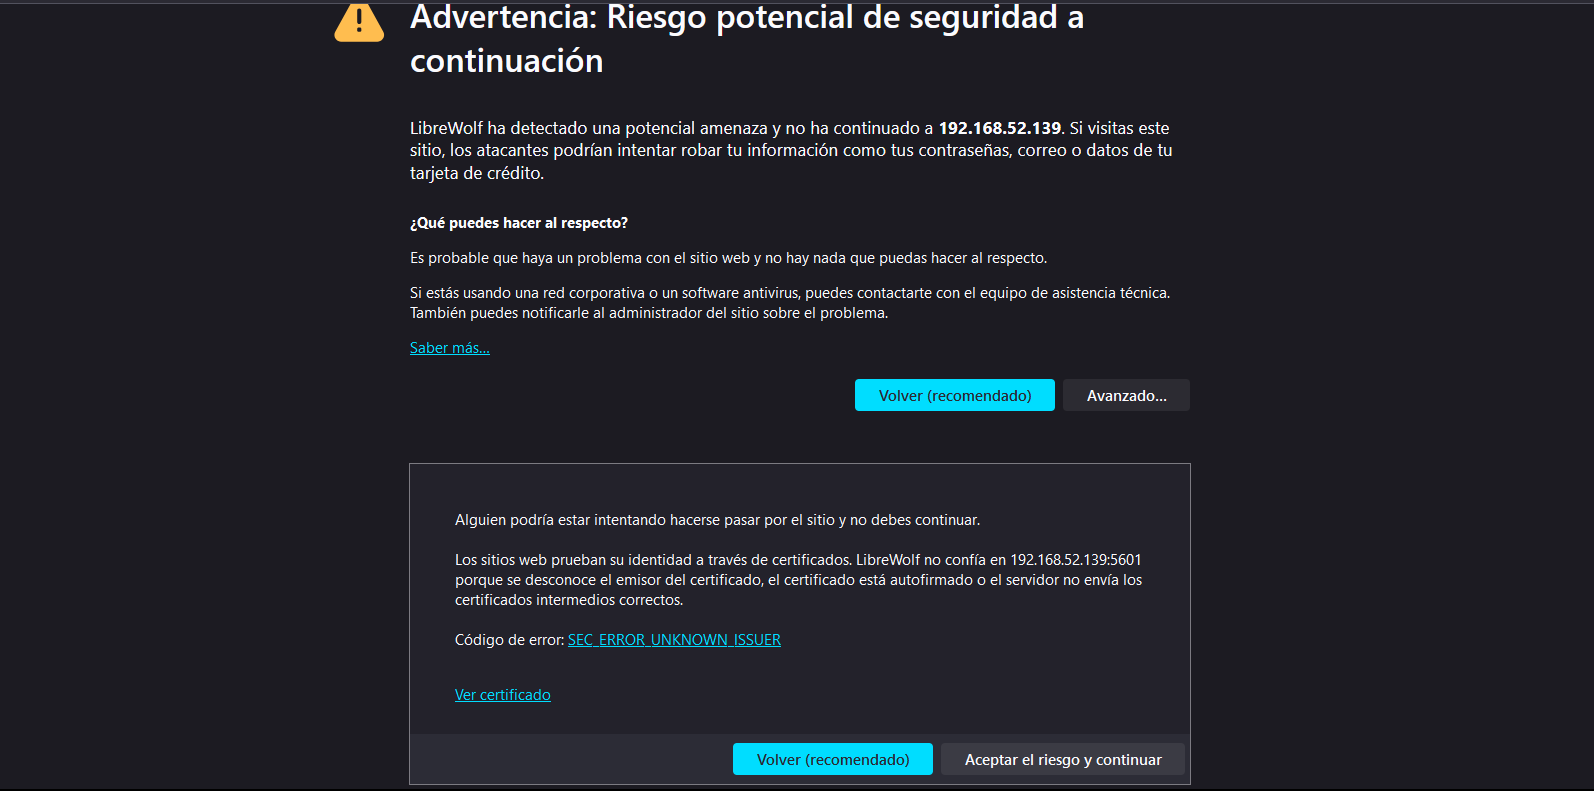 Advertencia: Riesgo potencial de seguridad a
continuación
LibreWolf ha detectado una potencial amenaza y no ha continuado a 192.168.52.139. Si visitas este
sitio, los atacantes podrían intentar robar tu información como tus contraseñas, correo o datos de tu
tarjeta de crédito.
¿Qué puedes hacer al respecto?
Es probable que haya un problema con el sitio web y no hay nada que puedas hacer al respecto.
Si estás usando una red corporativa o un software antivirus, puedes contactarte con el equipo de asistencia técnica.
También puedes notificarle al administrador del sitio sobre el problema.
Saber más...
Volver (recomendado) Avanzado...
Alguien podría estar intentando hacerse pasar por el sitio y no debes continuar.
Los sitios web prueban su identidad a través de certificados. LibreWolf no confía en 192.168.52.139:5601
porque se desconoce el emisor del certificado, el certificado está autofirmado o el servidor no envía los
certificados intermedios correctos.
Código de error: SEC_ERROR_UNKNOWN_ISSUER
Ver certificado
Volver (recomendado) Aceptar el riesgo y continuar